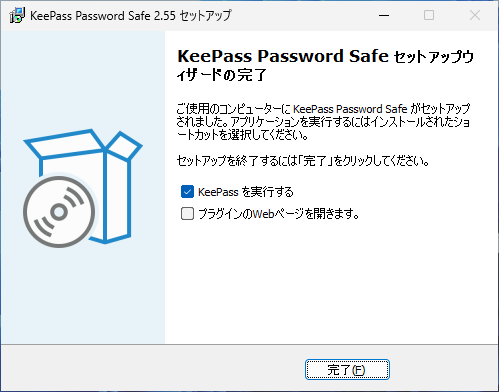 KeePass Password Safe 2.55 セットアップ
KeePass Password Safe セットアップウ
ィザードの完了
ご使用のコンピューターに KeePass Password Safe がセットアップ
されました。アプリケーションを実行するにはインストールされたショ
ートカットを選択してください。
セットアップを終了するには「完了」をクリックしてください。
KeePass を実行する
プラグインのWebページを開きます。
完了(F)